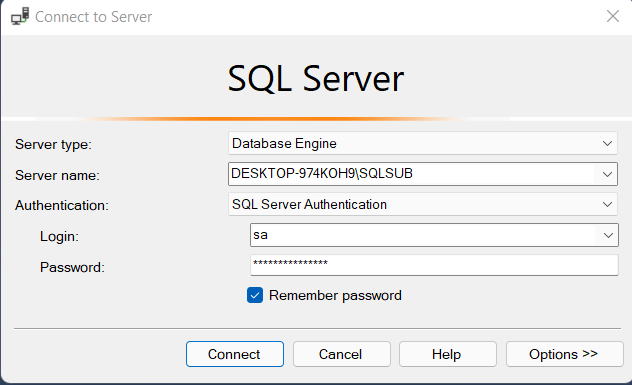 Connect to Server
SQL Server
Server type: Database Engine
Server name: DESKTOP-974KOH9\SQLSUB
Authentication: SQL Server Authentication
Login: sa
Password: ***************
Remember password
Connect Cancel Help Options >>